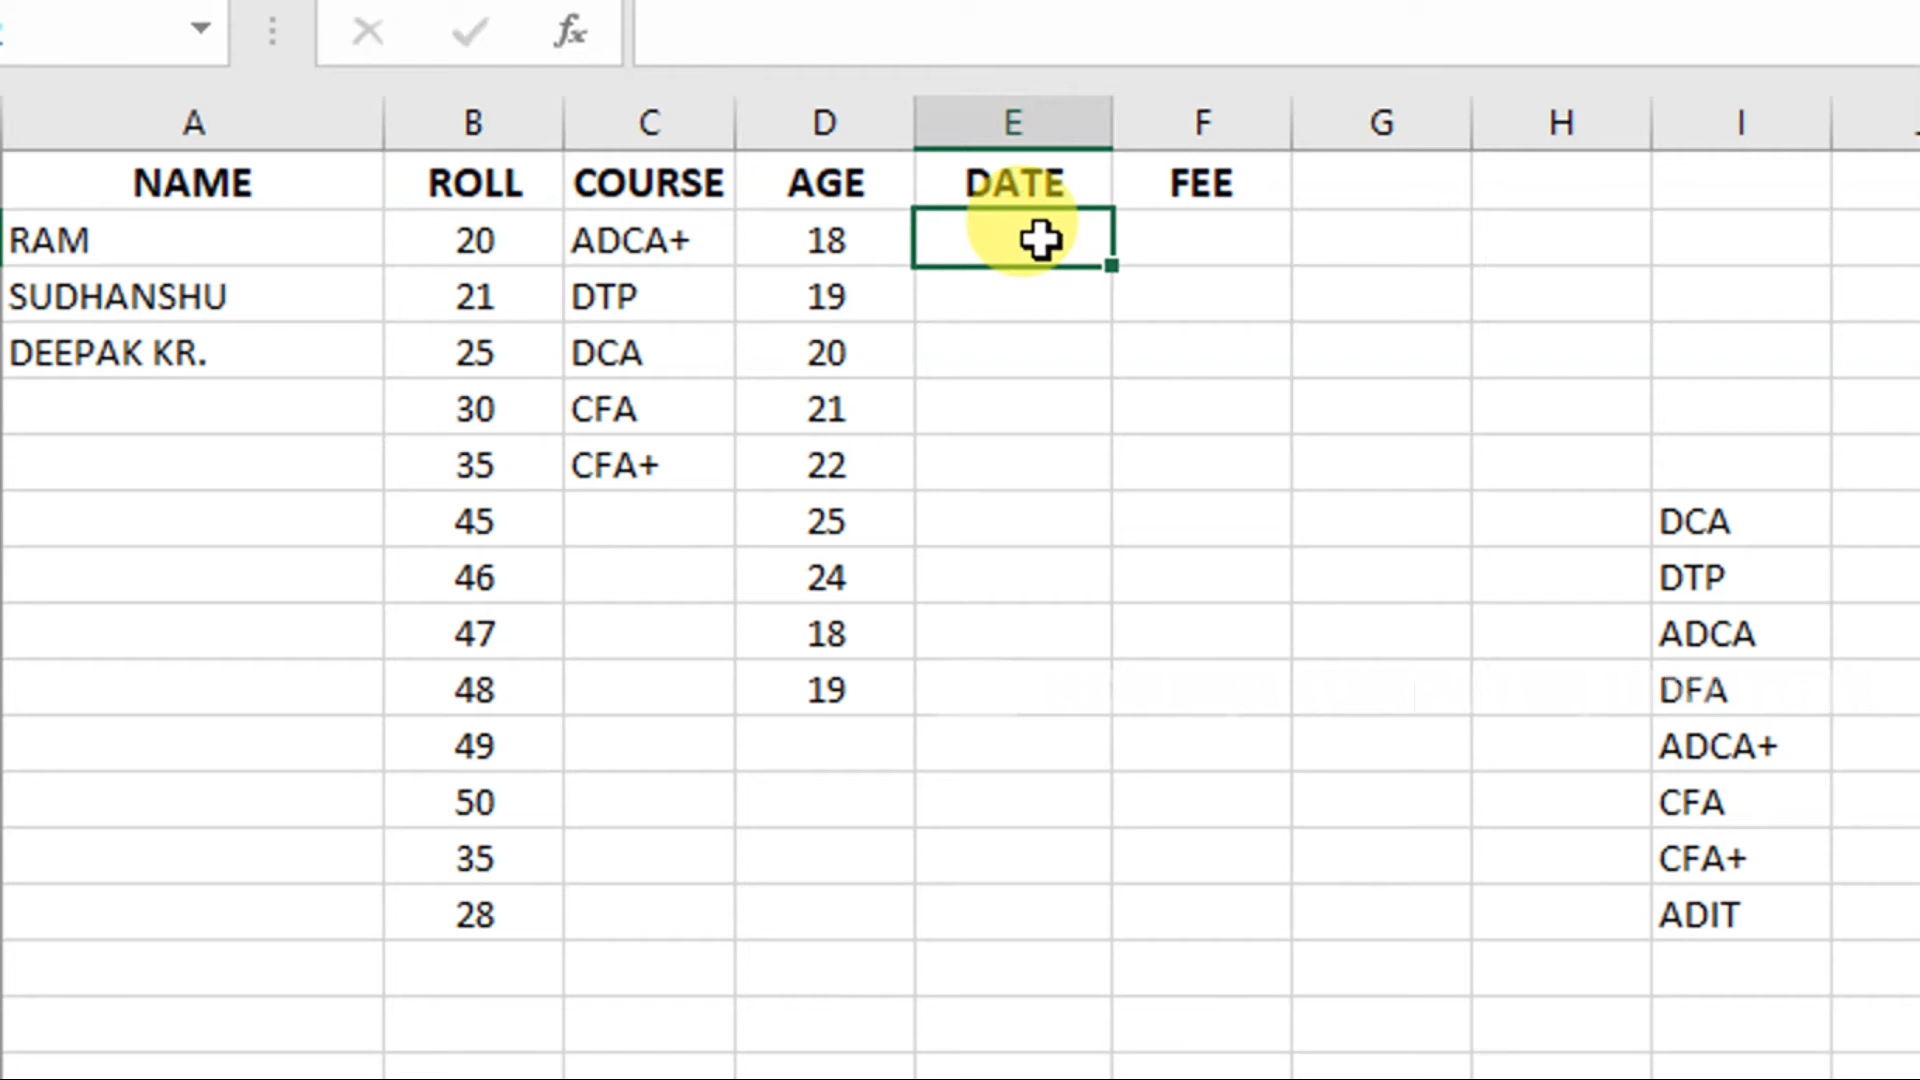 fx
A B C D E F G H I
NAME ROLL COURSE AGE DATE FEE
RAM 20 ADCA+ 18
SUDHANSHU 21 DTP 19
DEEPAK KR. 25 DCA 20
30 CFA 21
35 CFA+ 22
45 25 DCA
46 24 DTP
47 18 ADCA
48 19 DFA
49 ADCA+
50 CFA
35 CFA+
28 ADIT